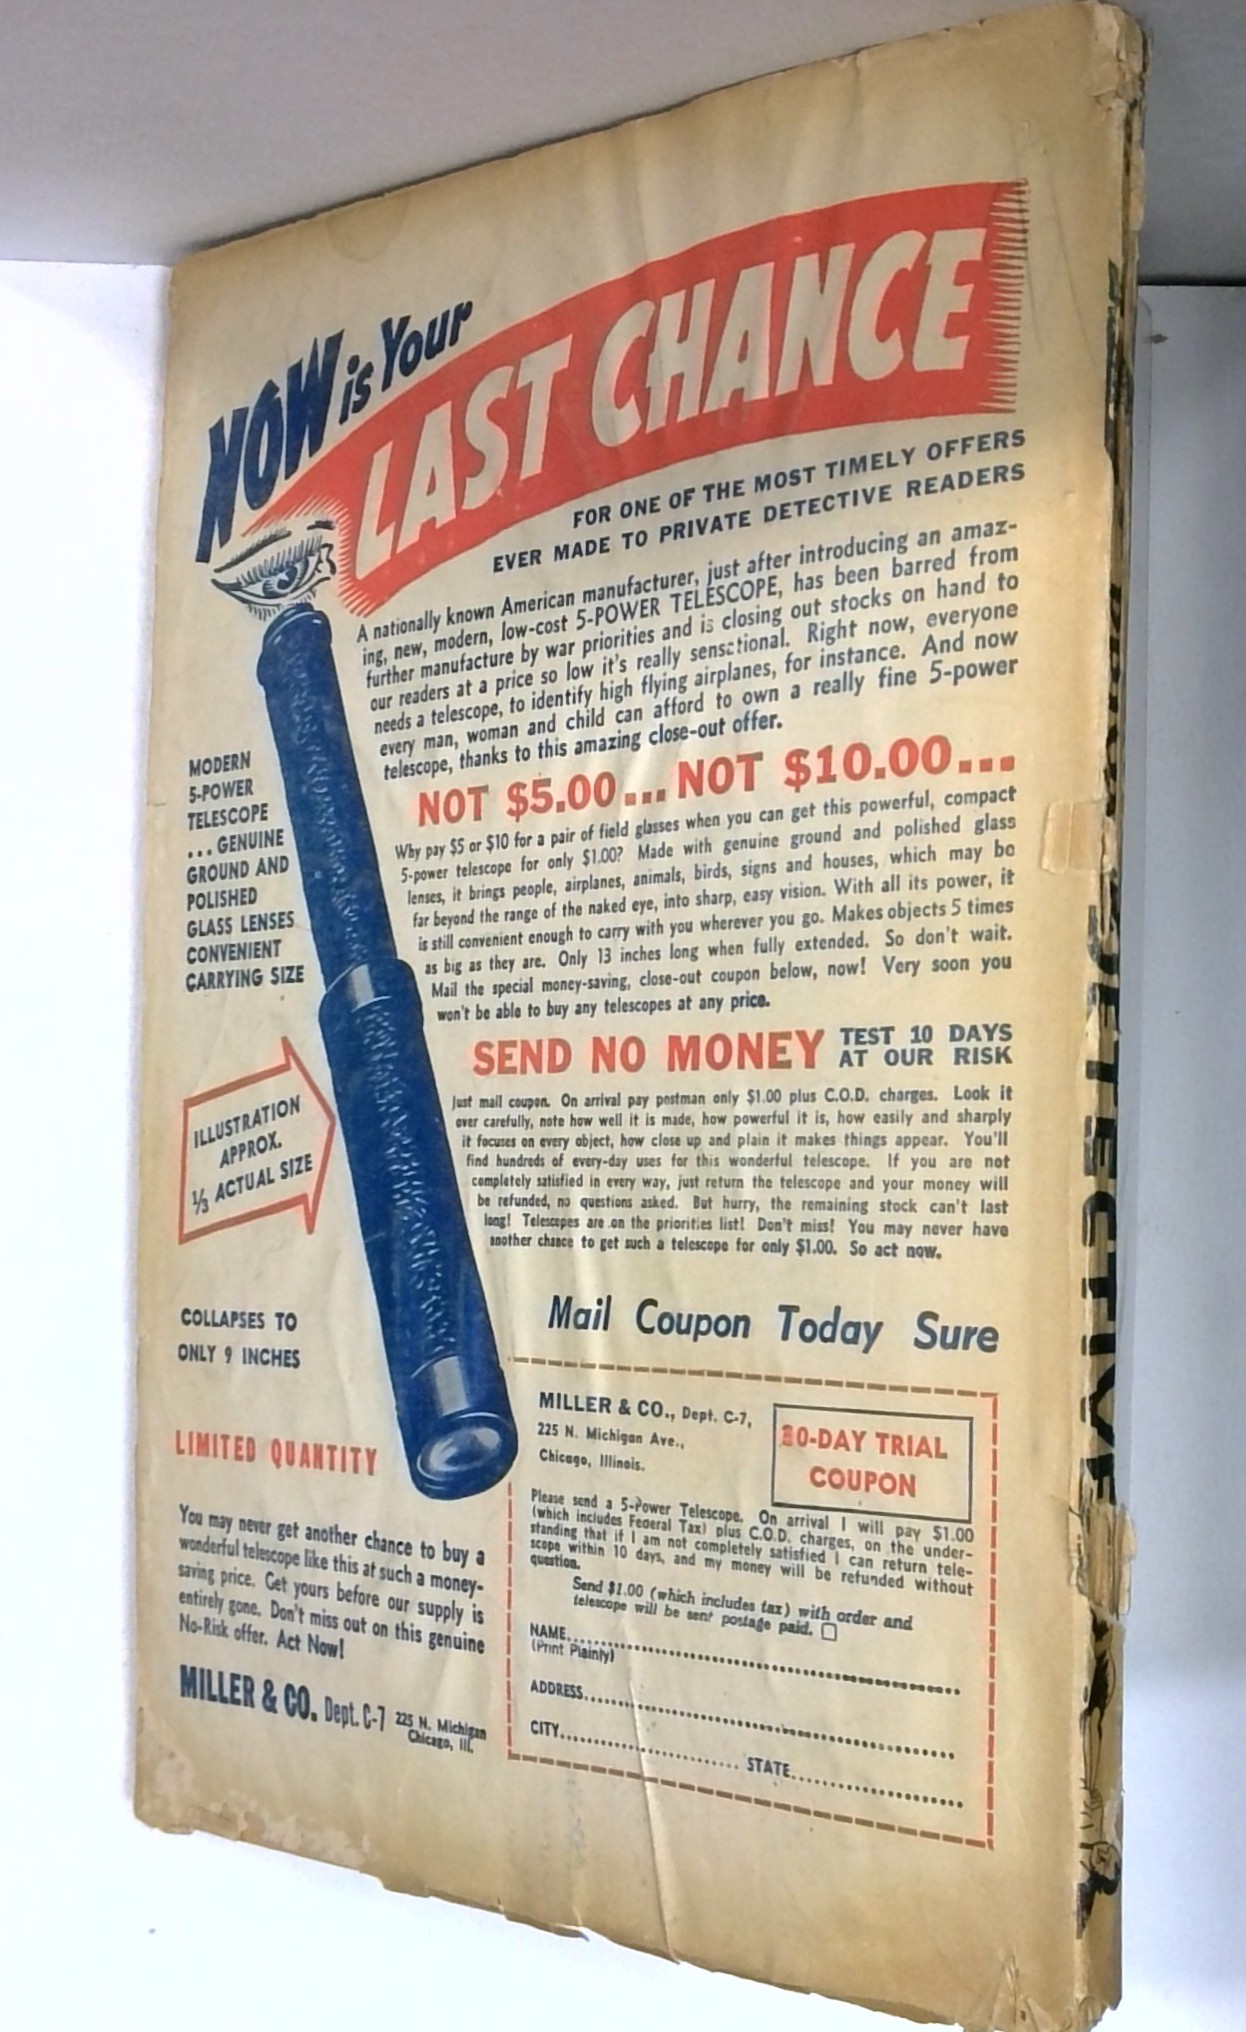 NOW is Your
LAST CHANCE
FOR ONE OF THE MOST TIMELY OFFERS
EVER MADE TO PRIVATE DETECTIVE READERS
A nationally known American manufacturer, just after introducing an amaz-
ing, new, modern, low-cost 5-POWER TELESCOPE, has been barred from
further manufacture by war priorities and is closing out stocks on hand to
our readers at a price so low it's really sensational. Right now, everyone
needs a telescope, to identify high flying airplanes, for instance. And now
every man, woman and child can afford to own a really fine 5-power
telescope, thanks to this amazing close-out offer.
MODERN
5-POWER
TELESCOPE
...GENUINE
GROUND AND
POLISHED
GLASS LENSES
CONVENIENT
CARRYING SIZE
NOT $5.00...NOT $10.00...
Why pay $5 or $10 for a pair of field glasses when you can get this powerful, compact
5-power telescope for only $1.00? Made with genuine ground and polished glass
lenses, it brings people, airplanes, animals, birds, signs and houses, which may be
far beyond the range of the naked eye, into sharp, easy vision. With all its power, it
is still convenient enough to carry with you wherever you go. Makes objects 5 times
as big as they are. Only 13 inches long when fully extended. So don't wait.
Mail the special money-saving, close-out coupon below, now! Very soon you
won't be able to buy any telescopes at any price.
SEND NO MONEY
TEST 10 DAYS
AT OUR RISK
Just mail coupon. On arrival pay postman only $1.00 plus C.O.D. charges. Look it
over carefully, note how well it is made, how powerful it is, how easily and sharply
it focuses on every object, how close up and plain it makes things appear. You'll
find hundreds of every-day uses for this wonderful telescope. If you are not
completely satisfied in every way, just return the telescope and your money will
be refunded, no questions asked. But hurry, the remaining stock can't last
long! Telescopes are on the priorities list! Don't miss! You may never have
another chance to get such a telescope for only $1.00. So act now.
ILLUSTRATION
APPROX.
⅓ ACTUAL SIZE
COLLAPSES TO
ONLY 9 INCHES
LIMITED QUANTITY
You may never get another chance to buy a
wonderful telescope like this at such a money-
saving price. Get yours before our supply is
entirely gone. Don't miss out on this genuine
No-Risk offer. Act Now!
MILLER & CO. Dept. C-7 225 N. Michigan
Chicago, Ill.
Mail Coupon Today Sure
MILLER & CO., Dept. C-7,
225 N. Michigan Ave.,
Chicago, Illinois.
10-DAY TRIAL
COUPON
Please send a 5-Power Telescope. On arrival I will pay $1.00
(which includes Federal Tax) plus C.O.D. charges, on the under-
standing that if I am not completely satisfied I can return tele-
scope within 10 days, and my money will be refunded without
question.
Send $1.00 (which includes tax) with order and
telescope will be sent postage paid.
NAME
(Print Plainly)
ADDRESS
CITY STATE
DETECTIVE